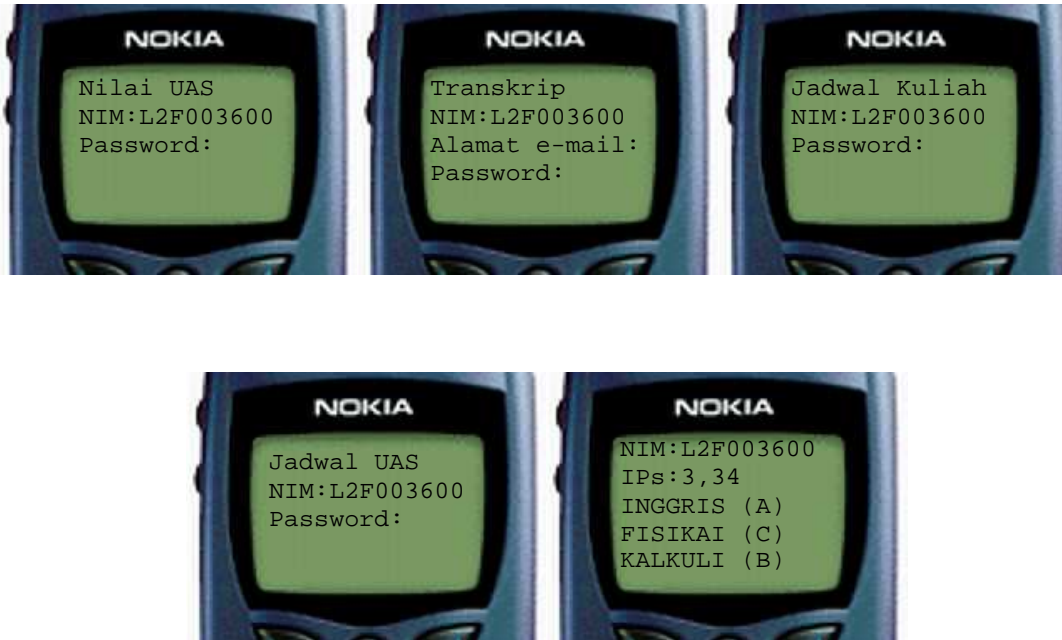 NOKIA
Nilai UAS
NIM:L2F003600
Password:
NOKIA
Transkrip
NIM:L2F003600
Alamat e-mail:
Password:
NOKIA
Jadwal Kuliah
NIM:L2F003600
Password:
NOKIA
Jadwal UAS
NIM:L2F003600
Password:
NOKIA
NIM:L2F003600
IPs:3,34
INGGRIS (A)
FISIKAI (C)
KALKULI (B)